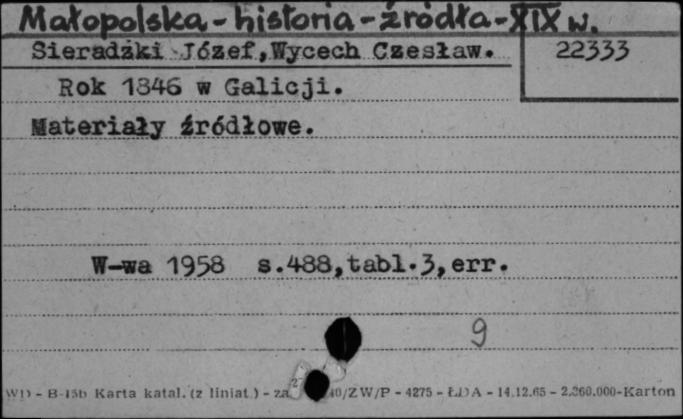 Małopolska - historia - źródła - XIX w.
Sieradzki Józef, Wycech Czesław. 22333
Rok 1846 w Galicji.
Materiały źródłowe.
W-wa 1958 s.488, tabl.3, err.
9
WD - B-15b Karta katal. (z liniat.) - za 40/ZW/P - 4275 - ŁDA - 14.12.65 - 2.360.000 - Karton